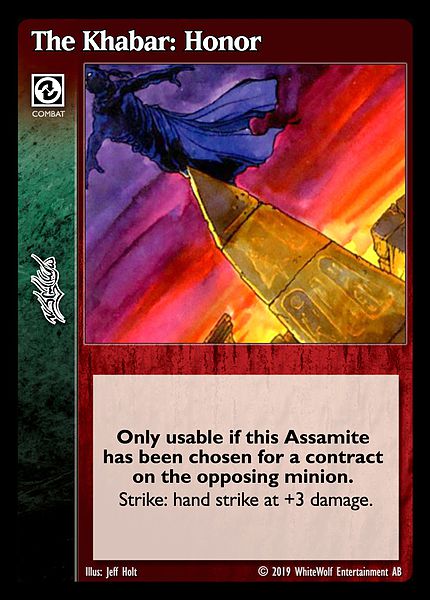 The Khabar: Honor
COMBAT
Only usable if this Assamite
has been chosen for a contract
on the opposing minion.
Strike: hand strike at +3 damage.
Illus: Jeff Holt
© 2019 WhiteWolf Entertainment AB